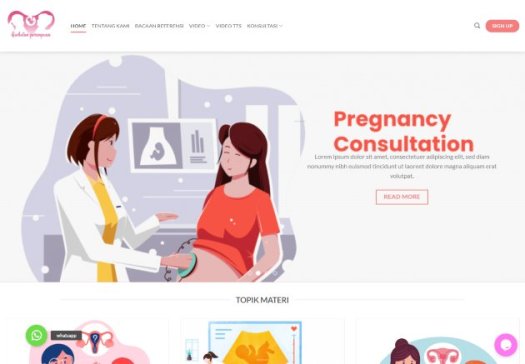 HOME
TENTANG KAMI
BACAAN REFERENSI
VIDEO
VIDEO TTS
KONSULTASI
SIGN UP
Pregnancy
Consultation
Lorem ipsum dolor sit amet, consectetuer adipiscing elit, sed diam
nonummy nibh euismod tincidunt ut laoreet dolore magna aliquam erat
volutpat.
READ MORE
TOPIK MATERI
whatsapp